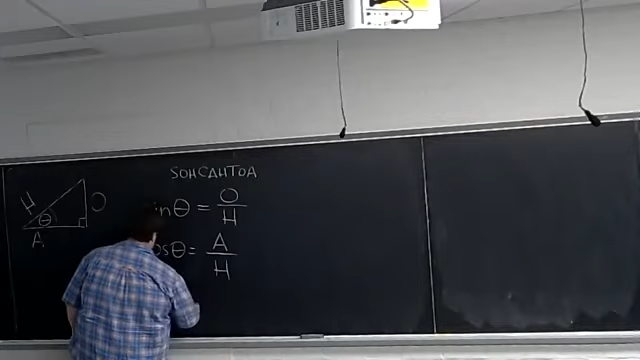 SOHCAHTOA
H
θ
O
A
inθ = O/H
osθ = A/H